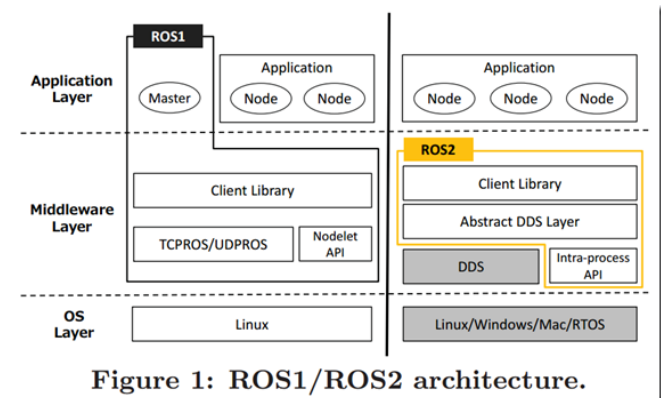 ROS1
Application
Layer
Master
Application
Node
Node
Application
Node
Node
Node
ROS2
Middleware
Layer
Client Library
TCPROS/UDPROS
Nodelet
API
Client Library
Abstract DDS Layer
DDS
Intra-process
API
OS
Layer
Linux
Linux/Windows/Mac/RTOS
Figure 1: ROS1/ROS2 architecture.